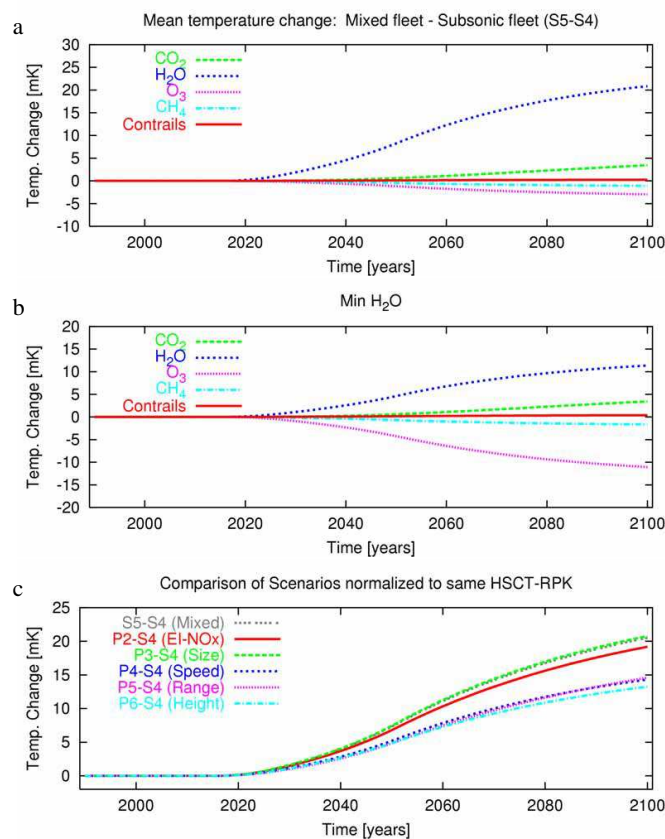 a
Mean temperature change: Mixed fleet - Subsonic fleet (S5-S4)
Temp. Change [mK]
30
25
20
15
10
5
0
-5
-10
CO2
H2O
O3
CH4
Contrails
2000 2020 2040 2060 2080 2100
Time [years]
b
Min H2O
Temp. Change [mK]
20
15
10
5
0
-5
-10
-15
-20
CO2
H2O
O3
CH4
Contrails
2000 2020 2040 2060 2080 2100
Time [years]
c
Comparison of Scenarios normalized to same HSCT-RPK
Temp. Change [mK]
25
20
15
10
5
0
S5-S4 (Mixed)
P2-S4 (EI-NOx)
P3-S4 (Size)
P4-S4 (Speed)
P5-S4 (Range)
P6-S4 (Height)
2000 2020 2040 2060 2080 2100
Time [years]